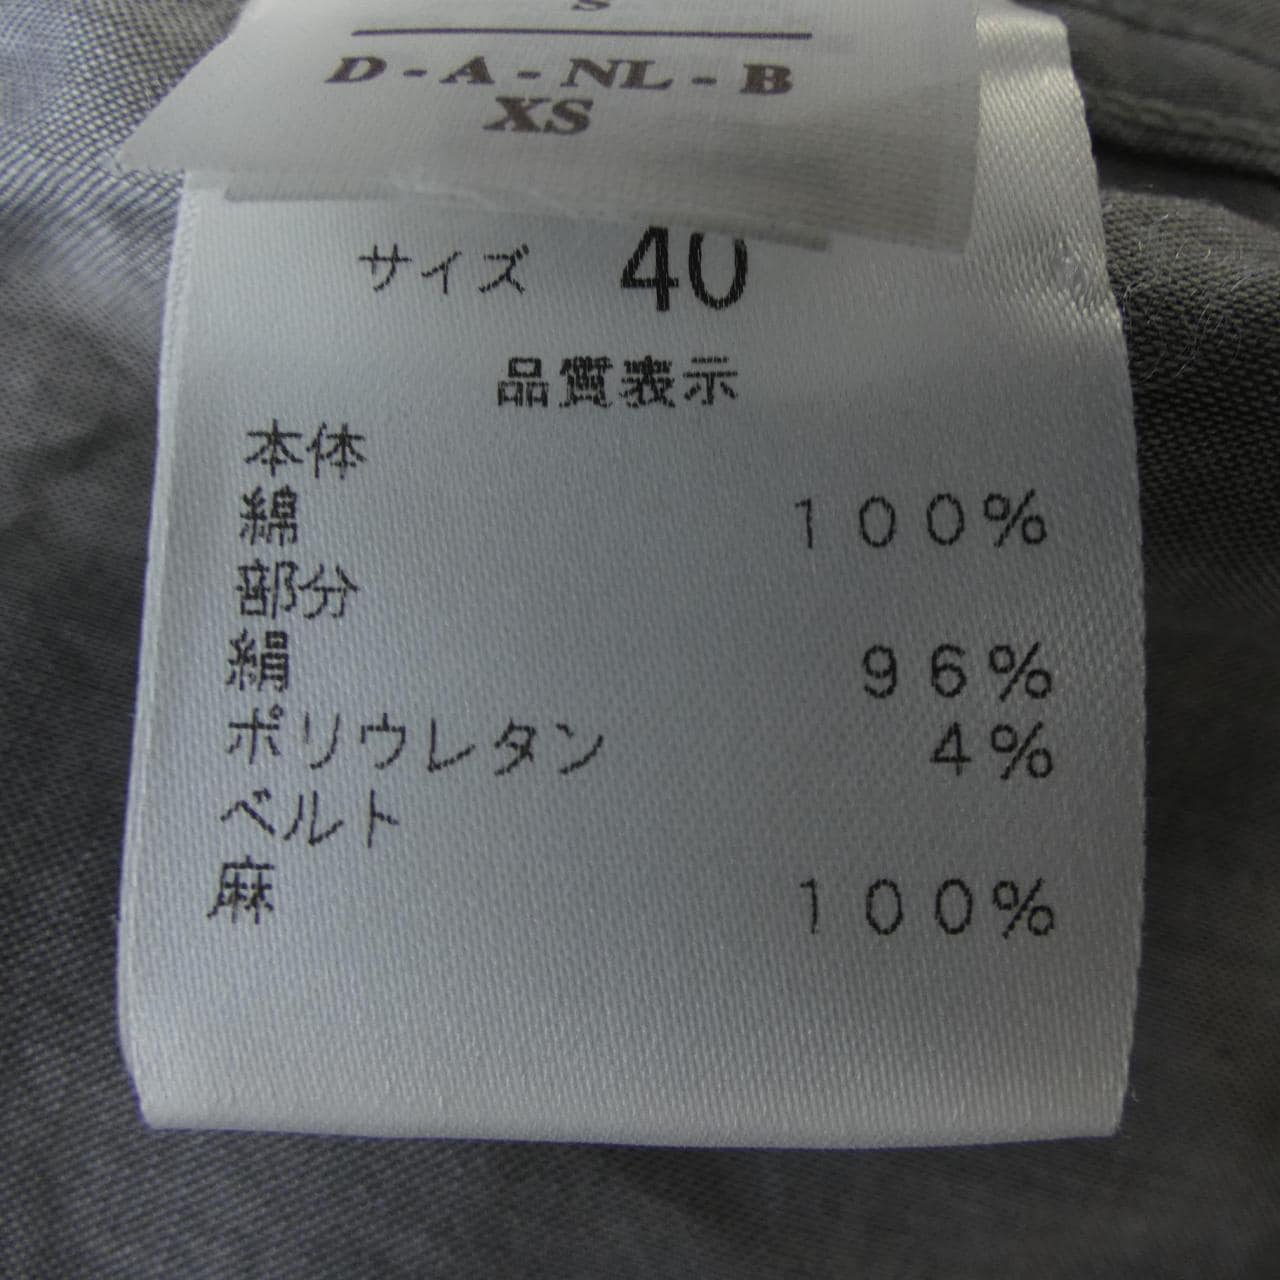 S
D - A - NL - B
XS
サイズ 40
品質表示
本体
綿 100%
部分
絹 96%
ポリウレタン 4%
ベルト
麻 100%